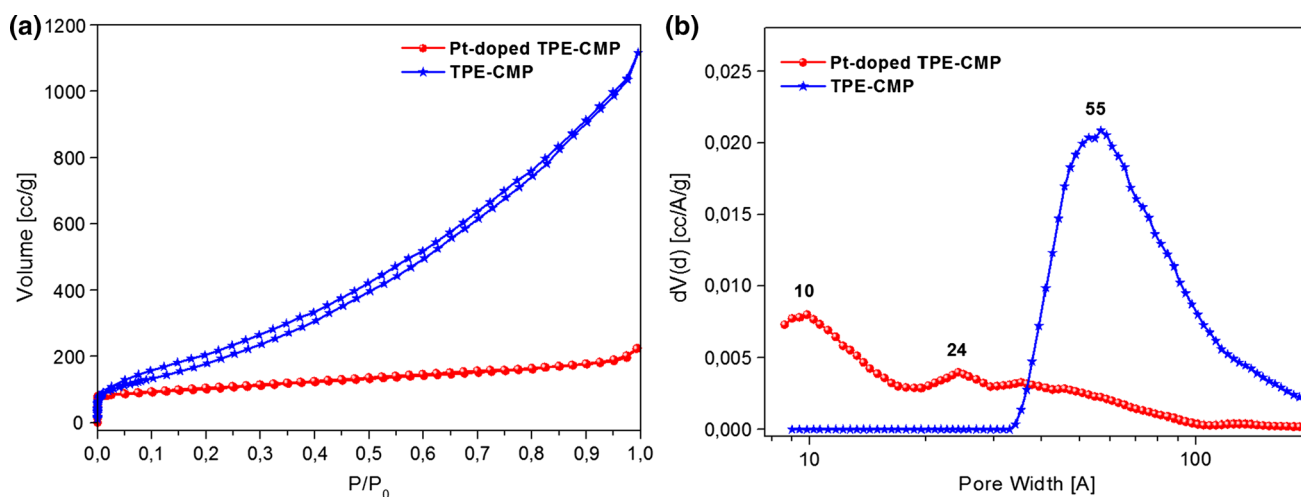 (a)
1200
1000
800
600
400
200
0
Volume [cc/g]
Pt-doped TPE-CMP
TPE-CMP
0,0 0,1 0,2 0,3 0,4 0,5 0,6 0,7 0,8 0,9 1,0
P/P0
(b)
0,025
0,020
0,015
0,010
0,005
0,000
dV(d) [cc/A/g]
Pt-doped TPE-CMP
TPE-CMP
55
10
24
10 100
Pore Width [A]